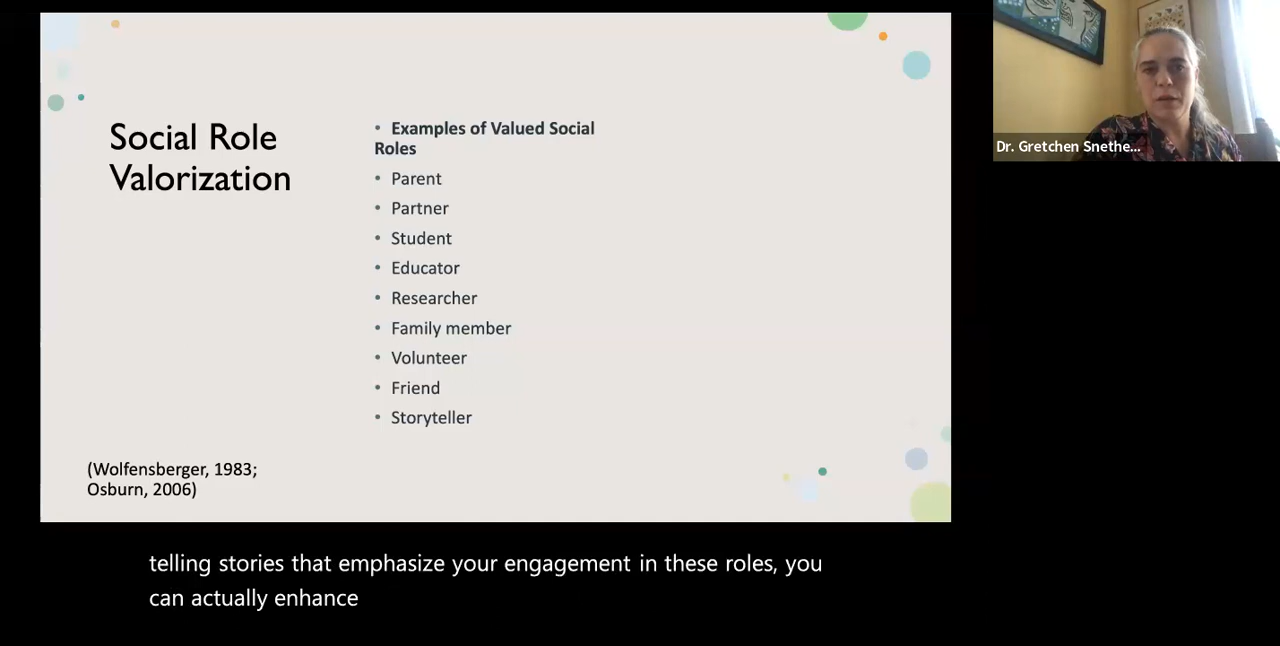 Social Role
Valorization
• Examples of Valued Social
Roles
• Parent
• Partner
• Student
• Educator
• Researcher
• Family member
• Volunteer
• Friend
• Storyteller
(Wolfensberger, 1983;
Osburn, 2006)
Dr. Gretchen Snethe...
telling stories that emphasize your engagement in these roles, you
can actually enhance